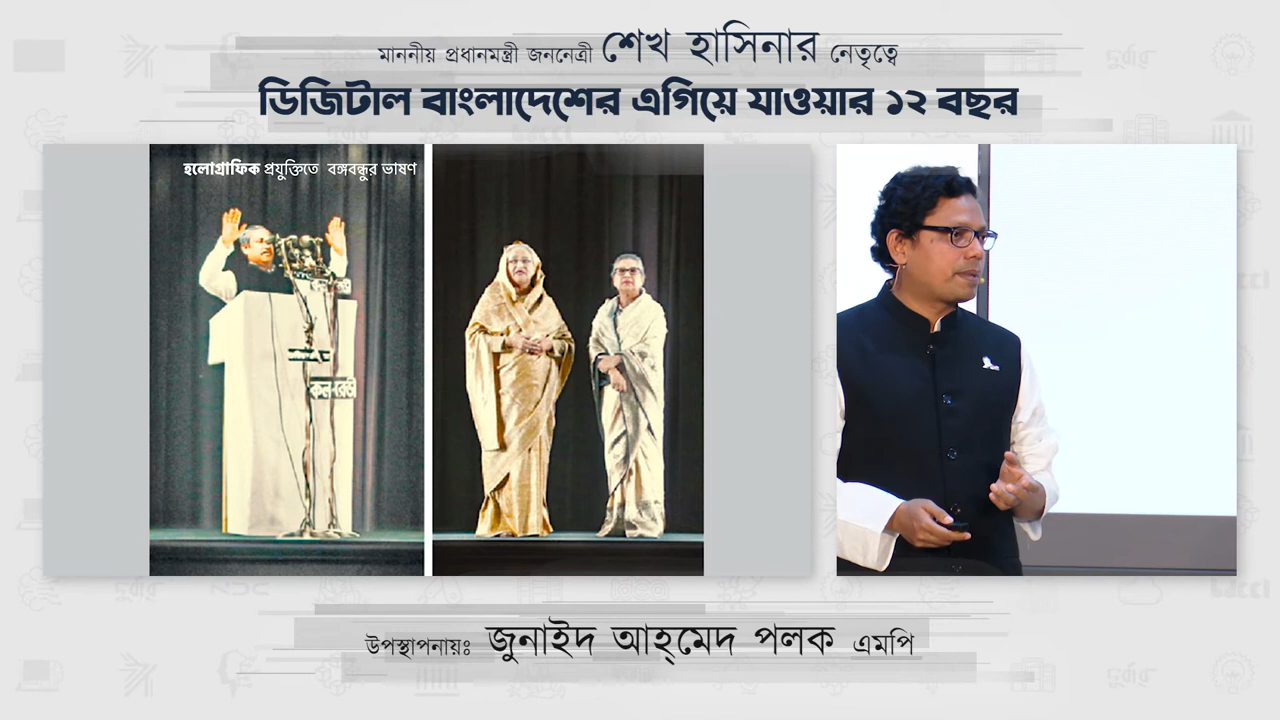 মাননীয় প্রধানমন্ত্রী জননেত্রী শেখ হাসিনার নেতৃত্বে
ডিজিটাল বাংলাদেশের এগিয়ে যাওয়ার ১২ বছর
হলোগ্রাফিক প্রযুক্তিতে বঙ্গবন্ধুর ভাষণ
কল-রেডী
উপস্থাপনায়ঃ জুনাইদ আহ্‌মেদ পলক এমপি